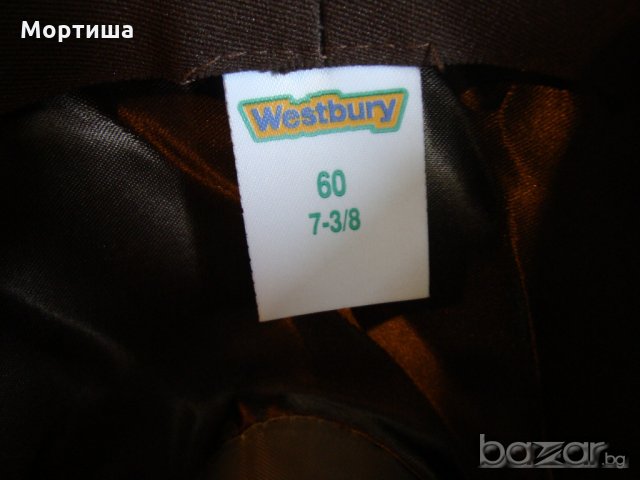 Мортиша
Westbury
60
7-3/8
bazar.bg